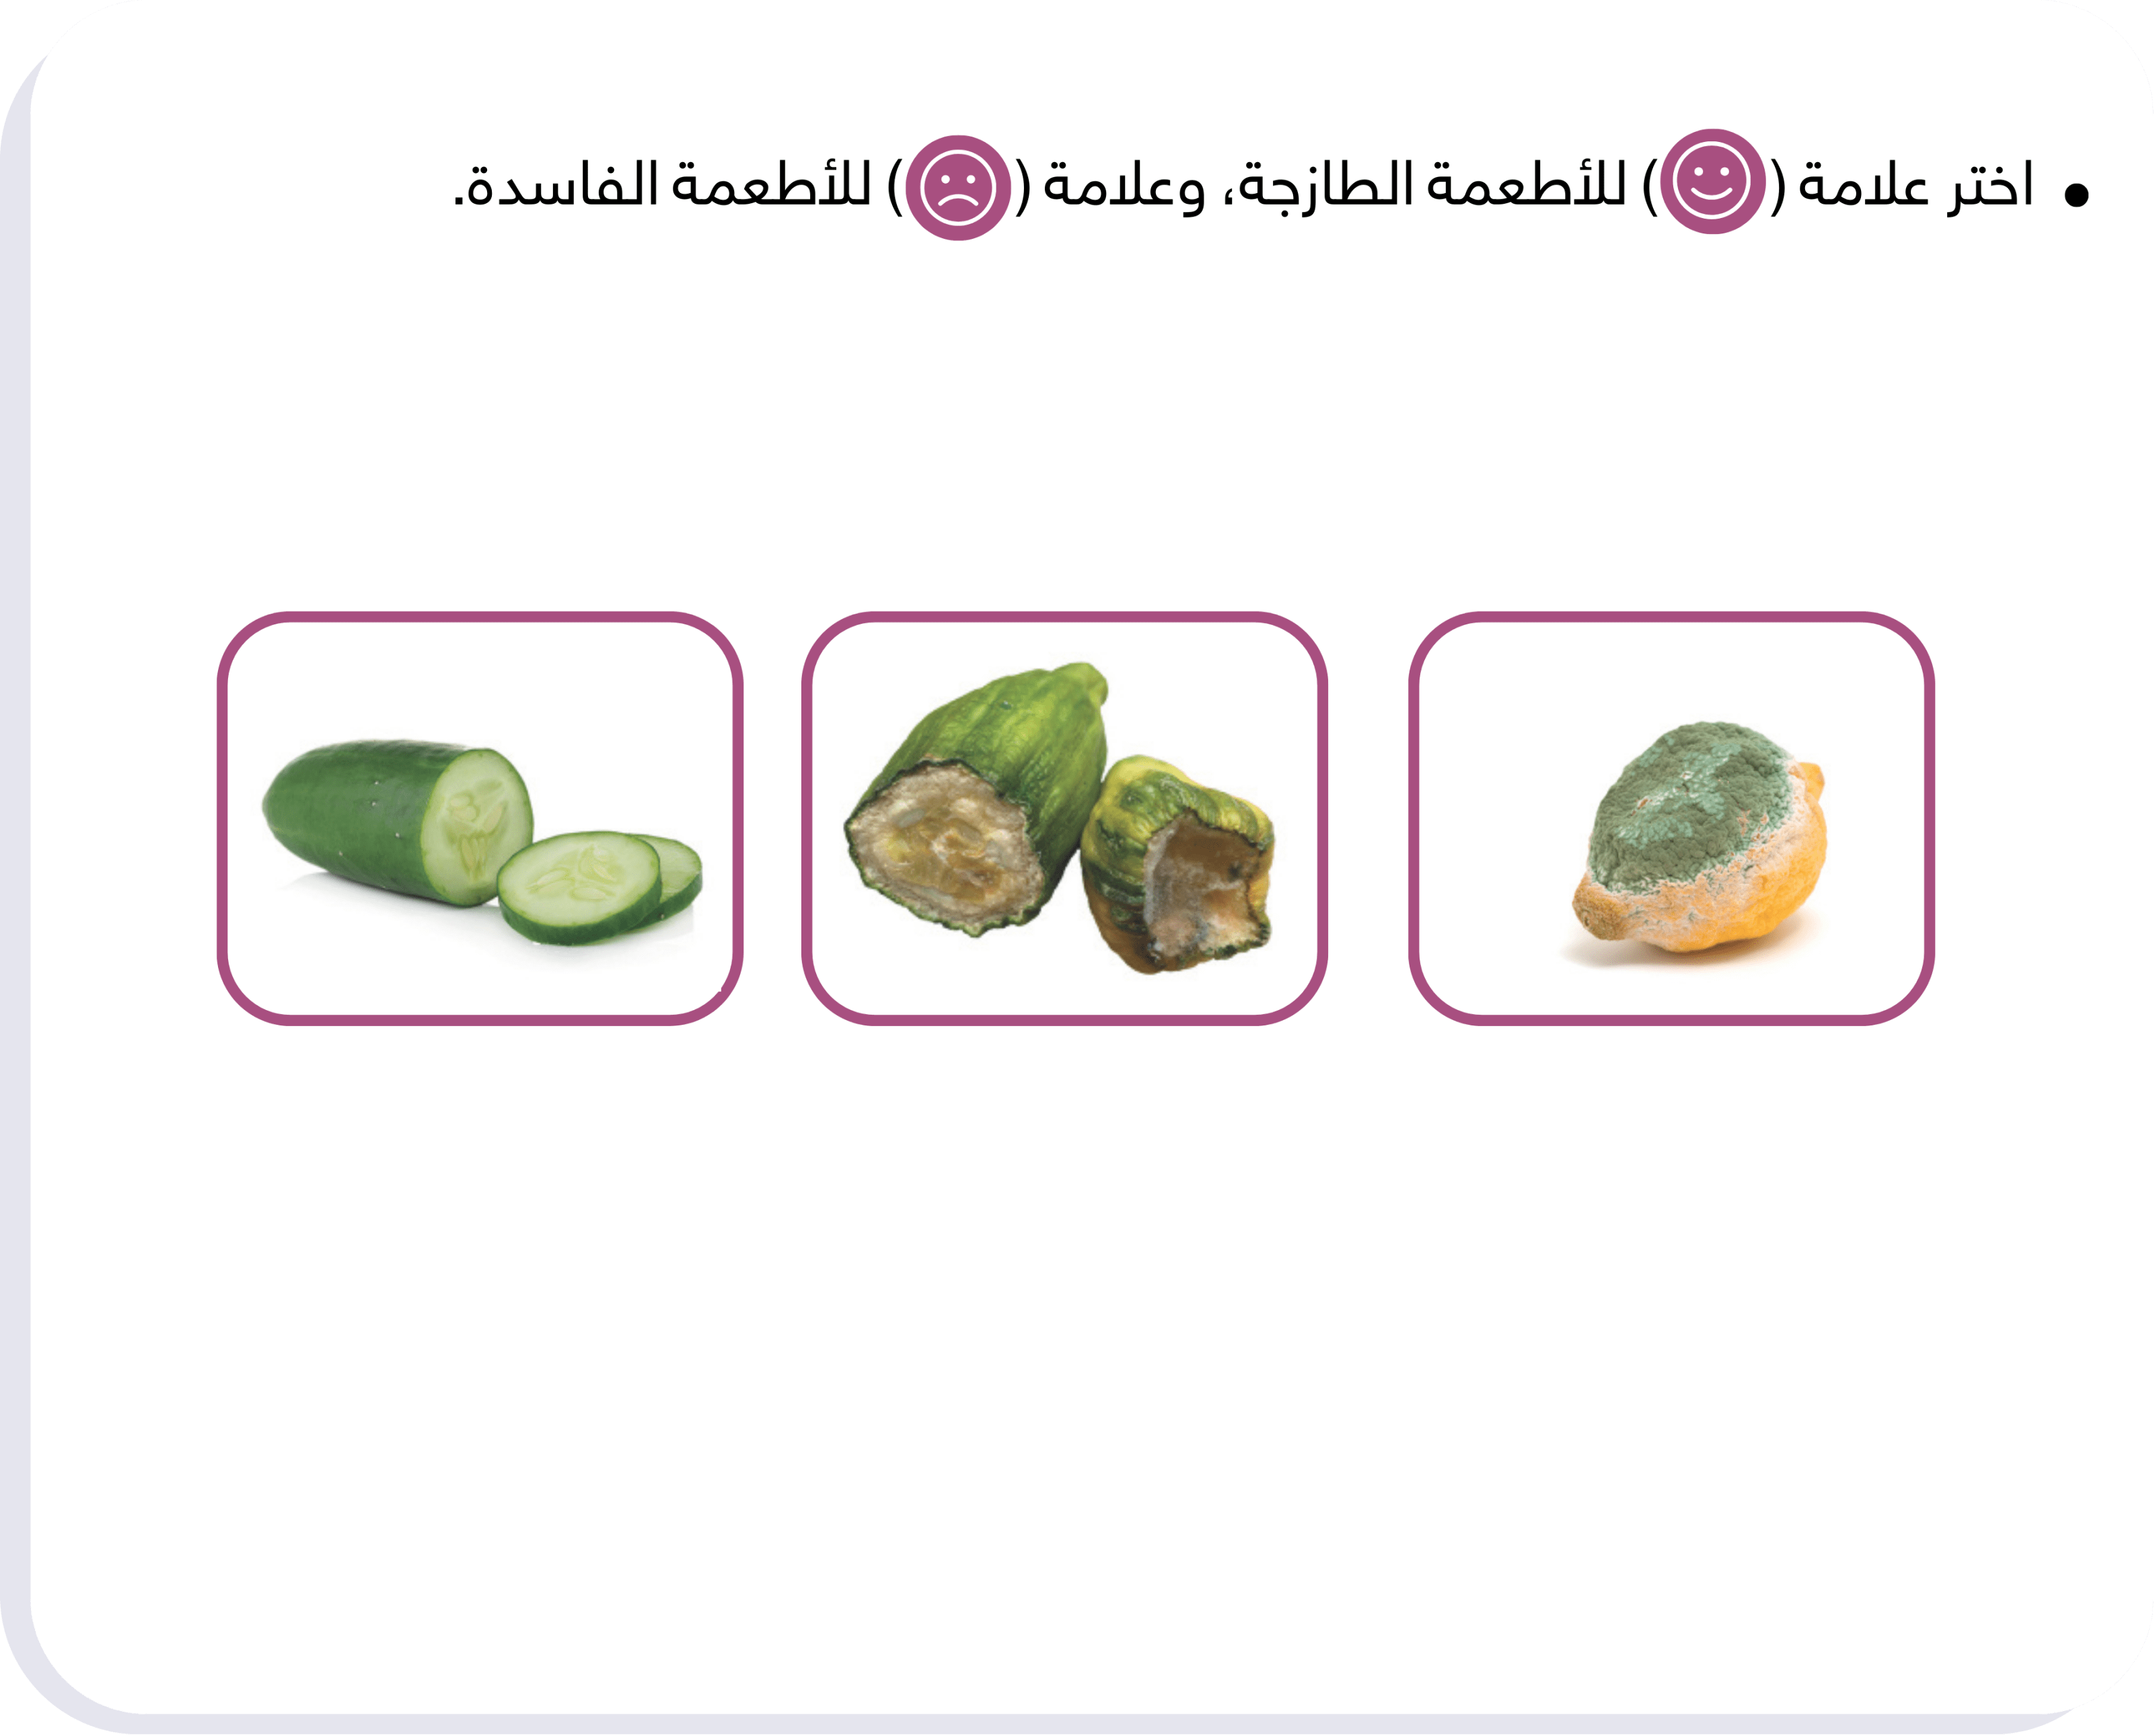 • اختر علامة () للأطعمة الطازجة، وعلامة () للأطعمة الفاسدة.